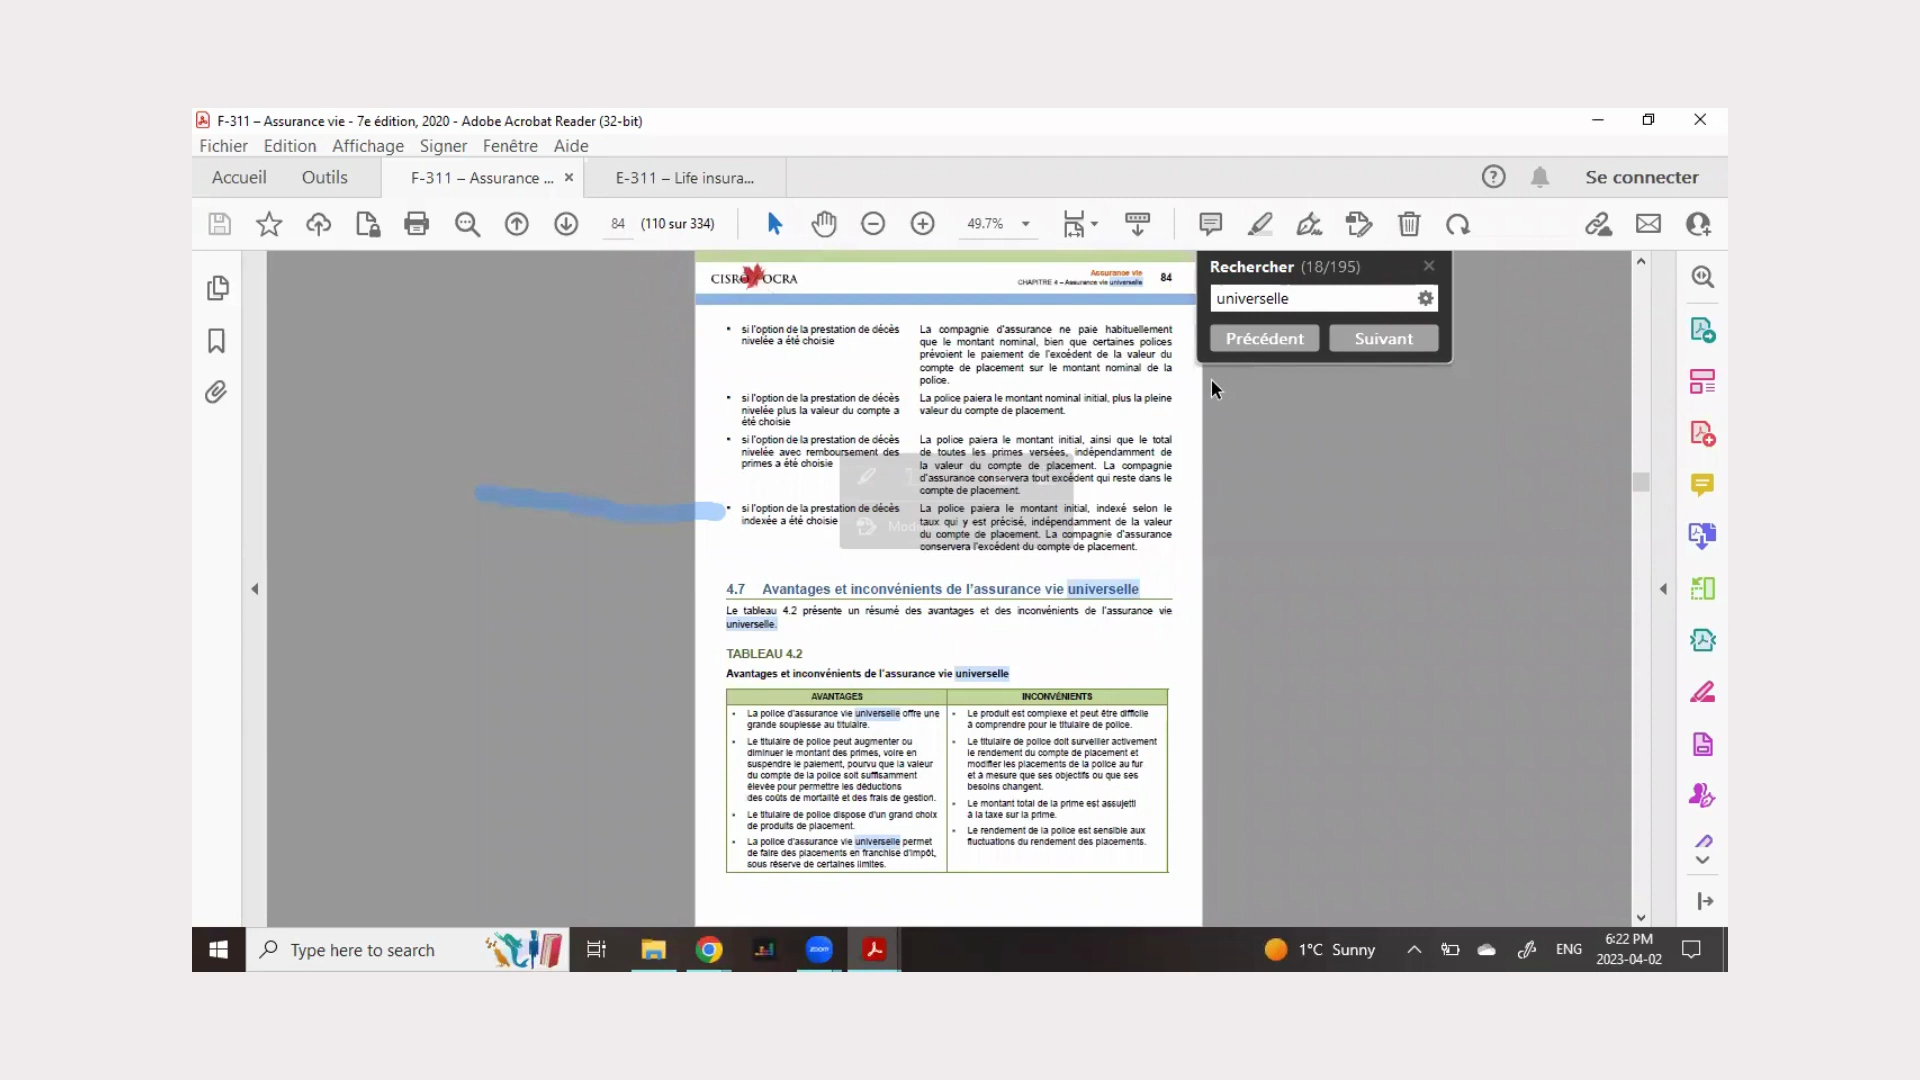 F-311 – Assurance vie - 7e édition, 2020 - Adobe Acrobat Reader (32-bit)
Fichier Edition Affichage Signer Fenêtre Aide
Accueil Outils F-311 – Assurance ... × E-311 – Life insura... Se connecter
84 (110 sur 334) 49.7%
CISRO OCRA
Assurance vie
CHAPITRE 4 – Assurance vie universelle 84
Rechercher (18/195)
universelle
Précédent Suivant
• si l'option de la prestation de décès
nivelée a été choisie
La compagnie d'assurance ne paie habituellement
que le montant nominal, bien que certaines polices
prévoient le paiement de l'excédent de la valeur du
compte de placement sur le montant nominal de la
police.
• si l'option de la prestation de décès
nivelée plus la valeur du compte a
été choisie
La police paiera le montant nominal initial, plus la pleine
valeur du compte de placement.
• si l'option de la prestation de décès
nivelée avec remboursement des
primes a été choisie
La police paiera le montant initial, ainsi que le total
de toutes les primes versées, indépendamment de
la valeur du compte de placement. La compagnie
d'assurance conservera tout excédent qui reste dans le
compte de placement.
• si l'option de la prestation de décès
indexée a été choisie
La police paiera le montant initial, indexé selon le
taux qui y est précisé, indépendamment de la valeur
du compte de placement. La compagnie d'assurance
conservera l'excédent du compte de placement.
4.7 Avantages et inconvénients de l'assurance vie universelle
Le tableau 4.2 présente un résumé des avantages et des inconvénients de l'assurance vie
universelle.
TABLEAU 4.2
Avantages et inconvénients de l'assurance vie universelle
AVANTAGES
• La police d'assurance vie universelle offre une
grande souplesse au titulaire.
• Le titulaire de police peut augmenter ou
diminuer le montant des primes, voire en
suspendre le paiement, pourvu que la valeur
du compte de la police soit suffisamment
élevée pour permettre les déductions
des coûts de mortalité et des frais de gestion.
• Le titulaire de police dispose d'un grand choix
de produits de placement.
• La police d'assurance vie universelle permet
de faire des placements en franchise d'impôt,
sous réserve de certaines limites.
INCONVÉNIENTS
• Le produit est complexe et peut être difficile
à comprendre pour le titulaire de police.
• Le titulaire de police doit surveiller activement
le rendement du compte de placement et
modifier les placements de la police au fur
et à mesure que ses objectifs ou que ses
besoins changent.
• Le montant total de la prime est assujetti
à la taxe sur la prime.
• Le rendement de la police est sensible aux
fluctuations du rendement des placements.
Type here to search
zoom
1°C Sunny
ENG
6:22 PM
2023-04-02